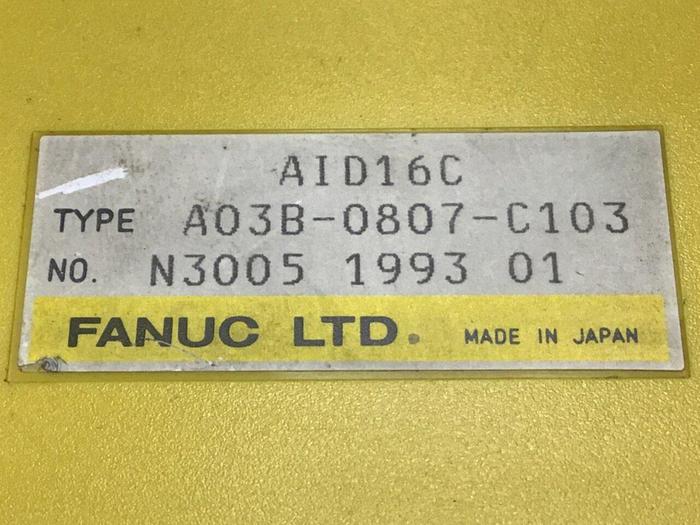 AID16C
TYPE A03B-0807-C103
NO. N3005 1993 01
FANUC LTD. MADE IN JAPAN